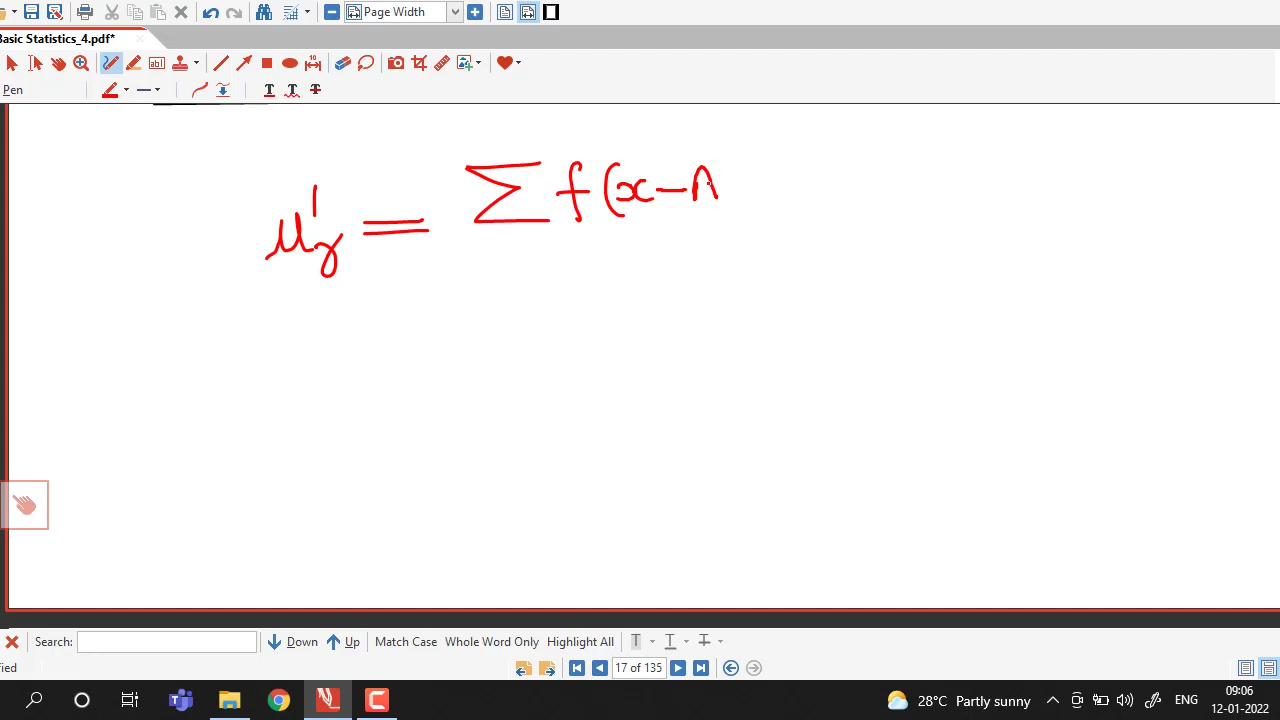 Page Width
Basic Statistics_4.pdf*
Pen
μ'γ = Σ f(x-A
Search:
Down
Up
Match Case
Whole Word Only
Highlight All
fied
17 of 135
28°C Partly sunny
ENG
09:06
12-01-2022